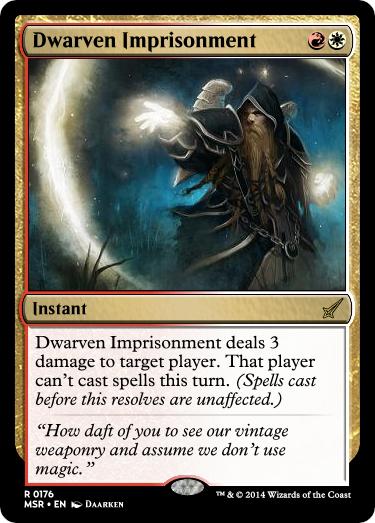 Dwarven Imprisonment
Instant
Dwarven Imprisonment deals 3
damage to target player. That player
can't cast spells this turn. (Spells cast
before this resolves are unaffected.)
“How daft of you to see our vintage
weaponry and assume we don't use
magic.”
R 0176
MSR • EN Daarken
™ & © 2014 Wizards of the Coast